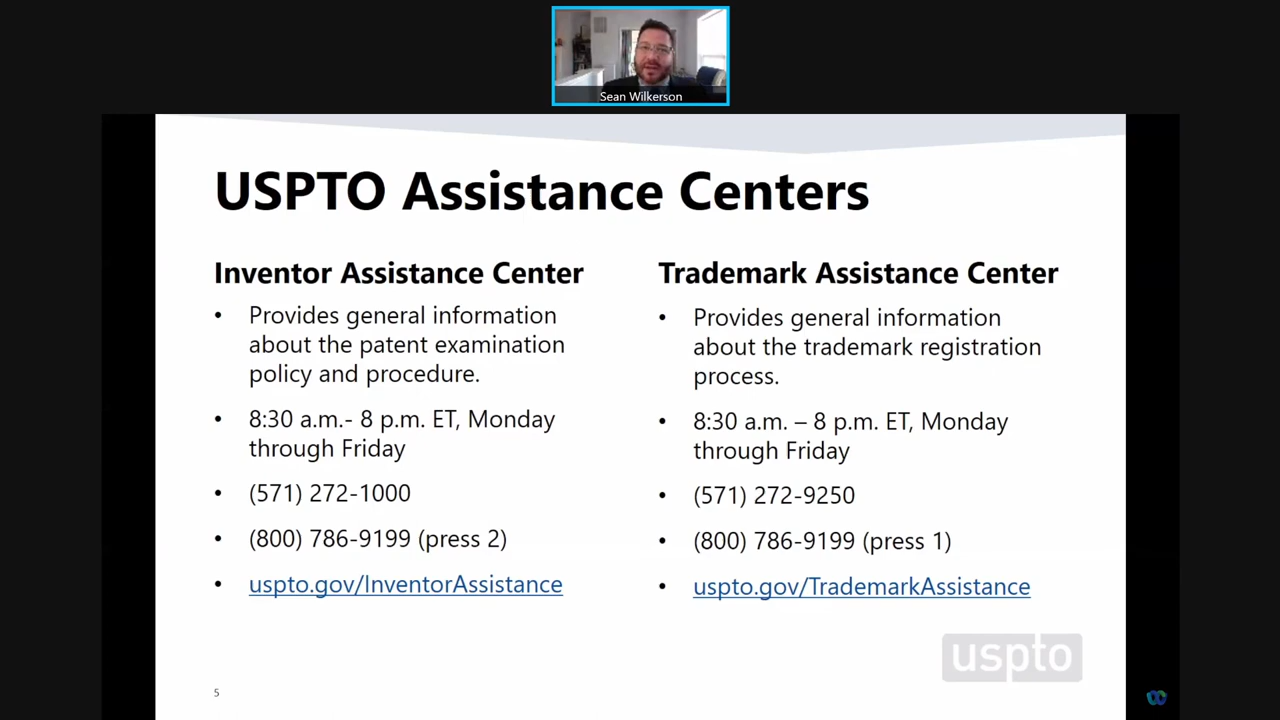 Sean Wilkerson
USPTO Assistance Centers
Inventor Assistance Center
• Provides general information
about the patent examination
policy and procedure.
• 8:30 a.m.- 8 p.m. ET, Monday
through Friday
• (571) 272-1000
• (800) 786-9199 (press 2)
• uspto.gov/InventorAssistance
Trademark Assistance Center
• Provides general information
about the trademark registration
process.
• 8:30 a.m. – 8 p.m. ET, Monday
through Friday
• (571) 272-9250
• (800) 786-9199 (press 1)
• uspto.gov/TrademarkAssistance
uspto
5